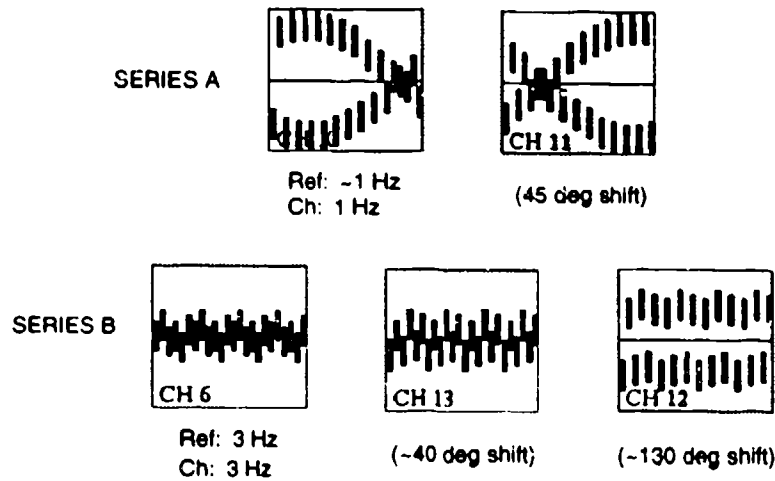 SERIES A
CH
CH 11
Ref: ~1 Hz
Ch: 1 Hz
(45 deg shift)
SERIES B
CH 6
CH 13
CH 12
Ref: 3 Hz
Ch: 3 Hz
(~40 deg shift)
(~130 deg shift)